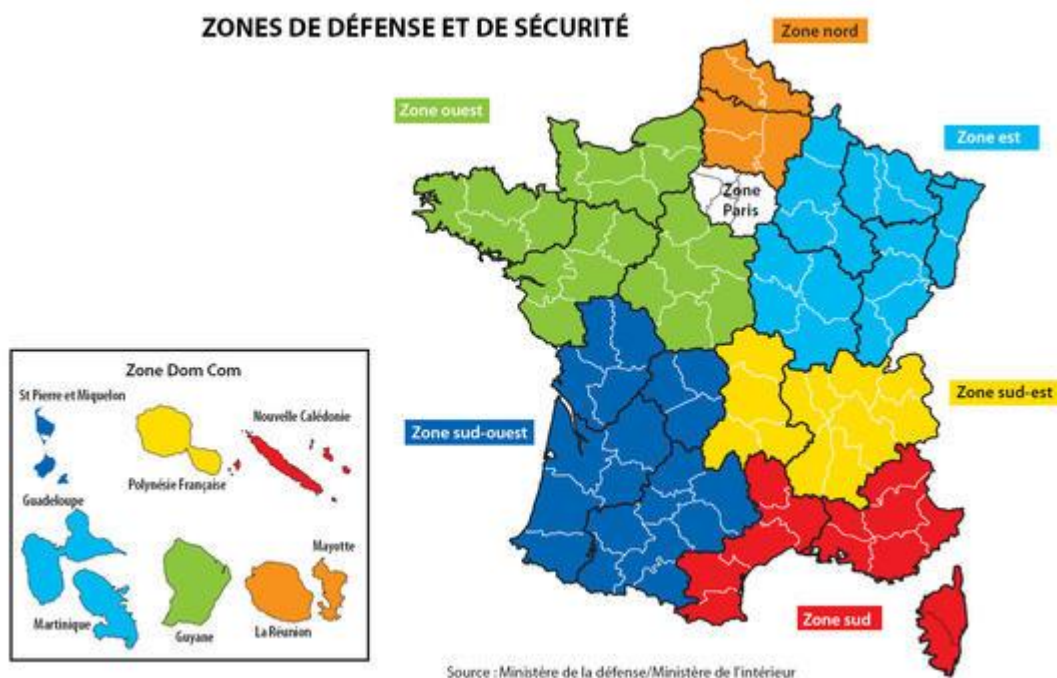 ZONES DE DÉFENSE ET DE SÉCURITÉ
Zone nord
Zone ouest
Zone est
Zone
Paris
Zone Dom Com
St Pierre et Miquelon
Nouvelle Calédonie
Zone sud-est
Zone sud-ouest
Polynésie Française
Guadeloupe
Mayotte
Martinique
Guyane
La Réunion
Zone sud
Source : Ministère de la défense/Ministère de l'intérieur